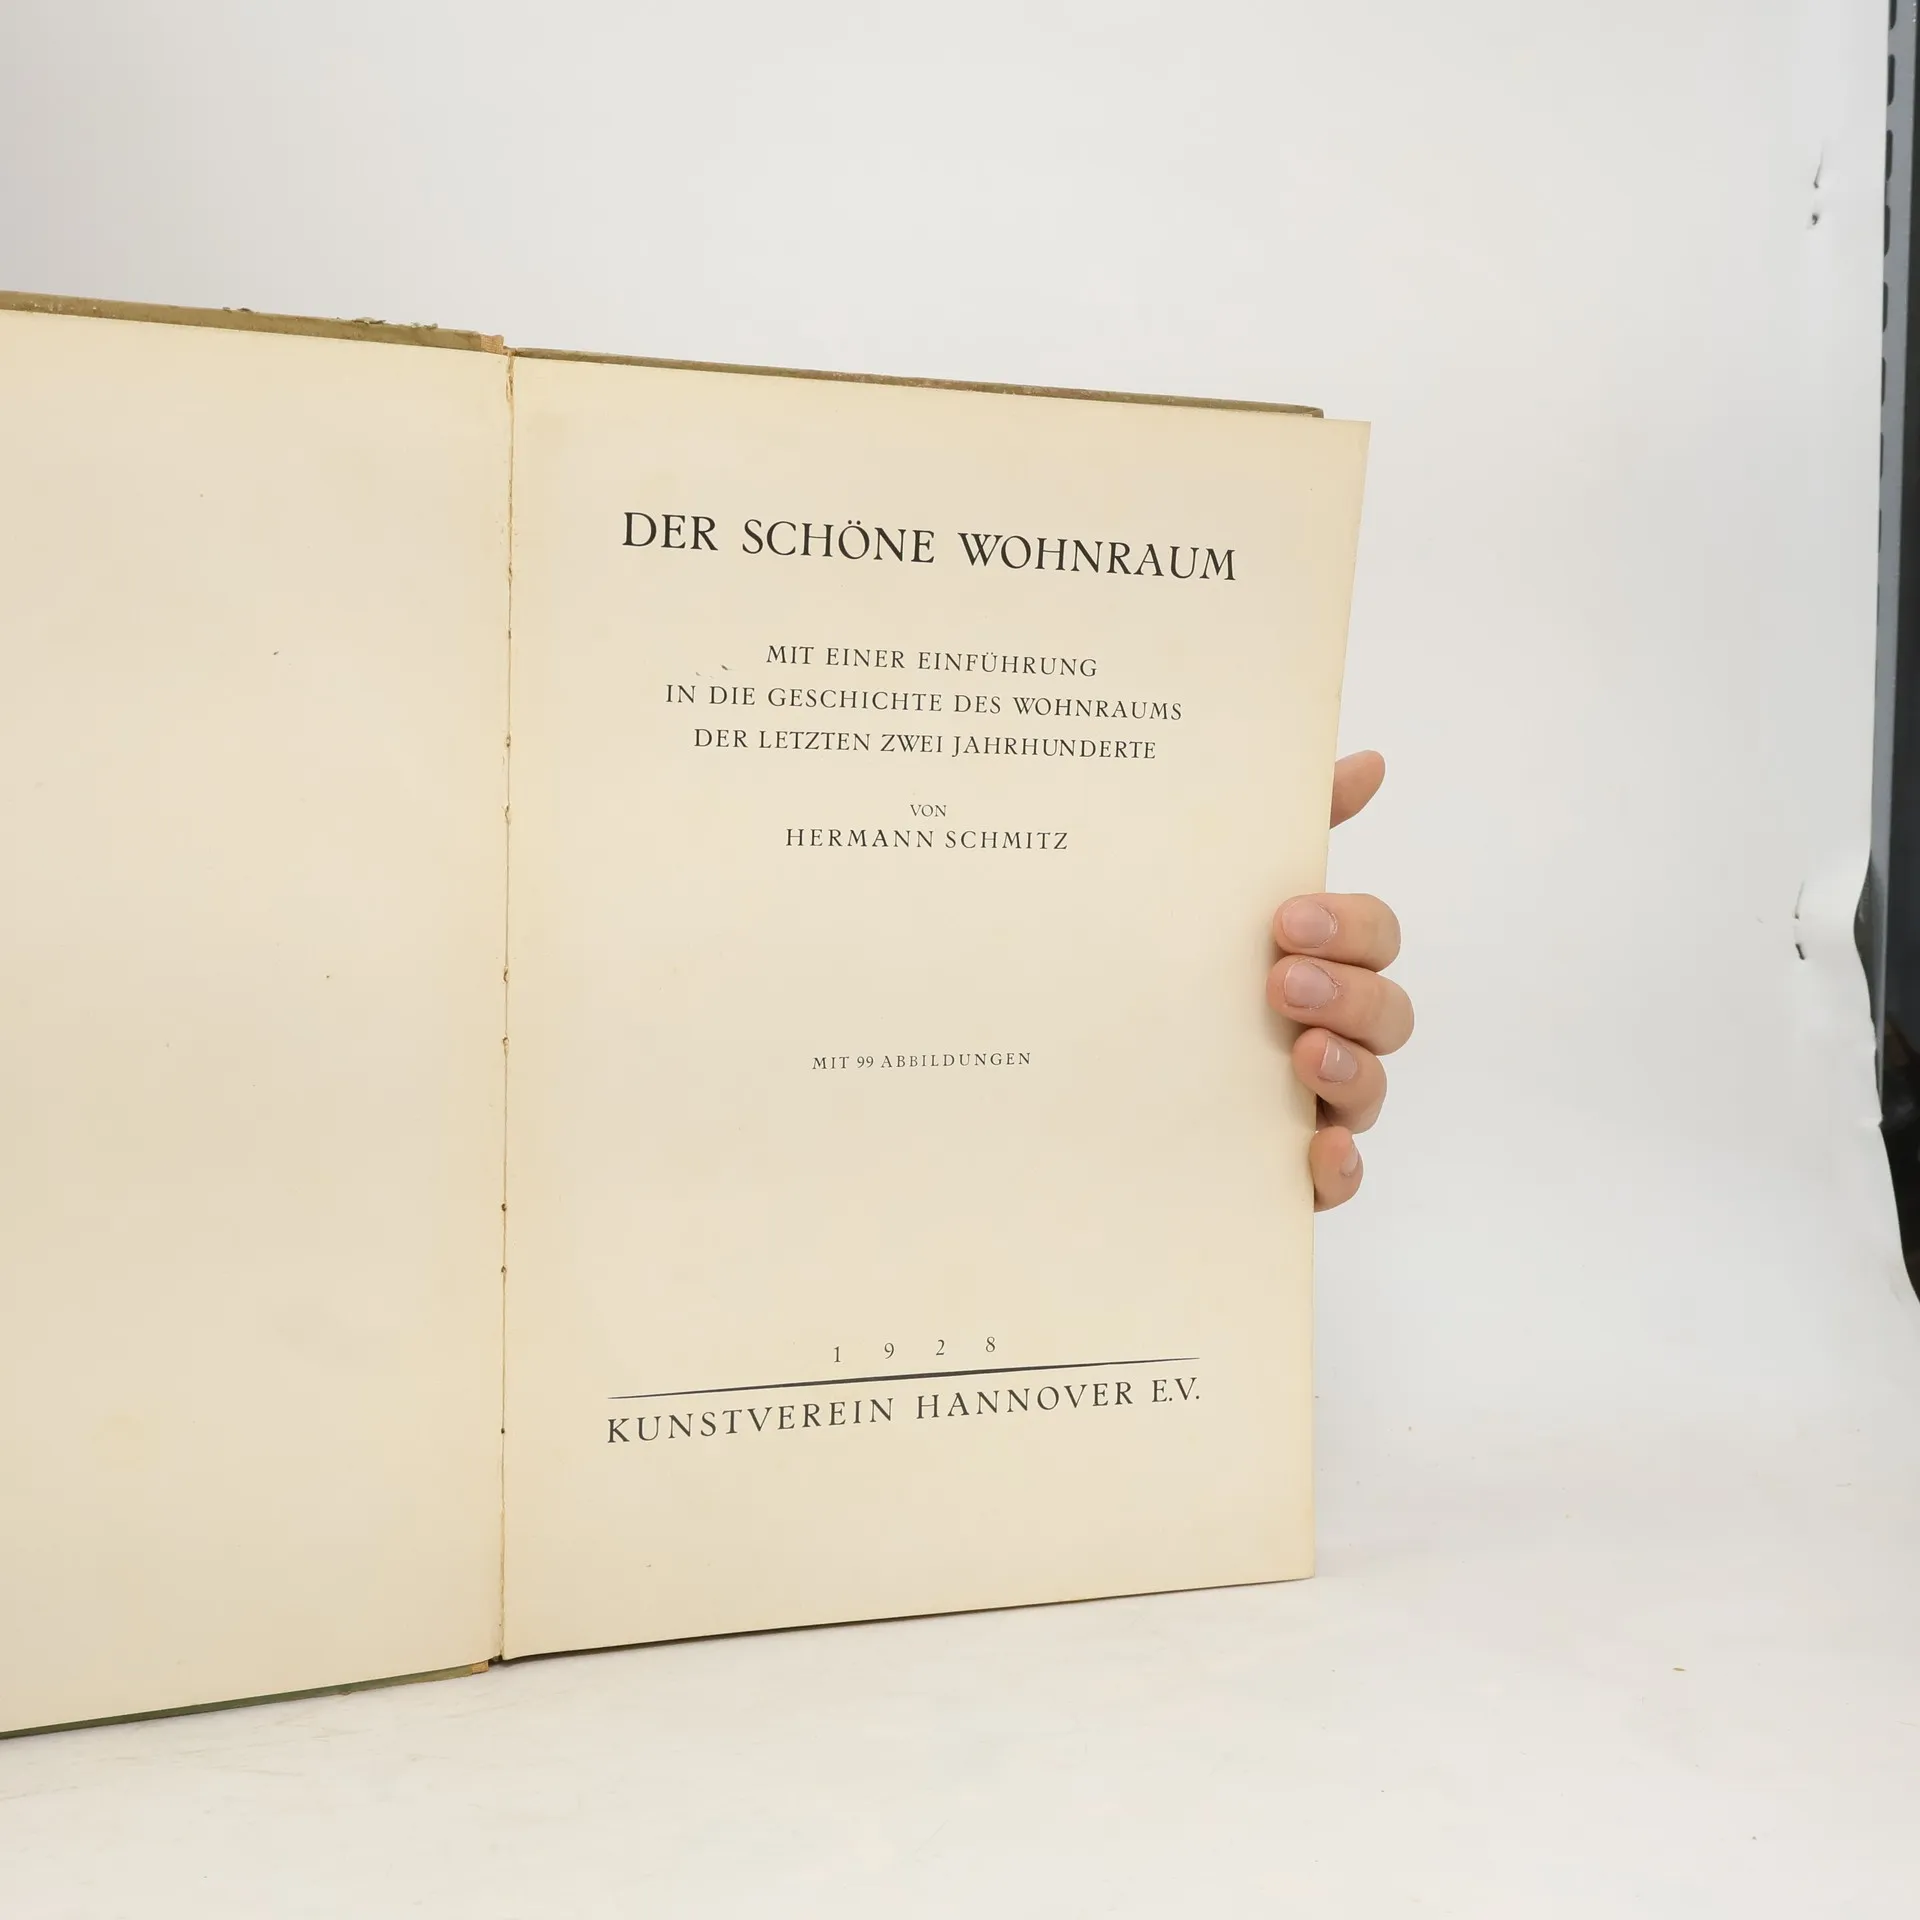 DER SCHÖNE WOHNRAUM
MIT EINER EINFÜHRUNG
IN DIE GESCHICHTE DES WOHNRAUMS
DER LETZTEN ZWEI JAHRHUNDERTE
VON
HERMANN SCHMITZ
MIT 99 ABBILDUNGEN
1 9 2 8
KUNSTVEREIN HANNOVER E.V.